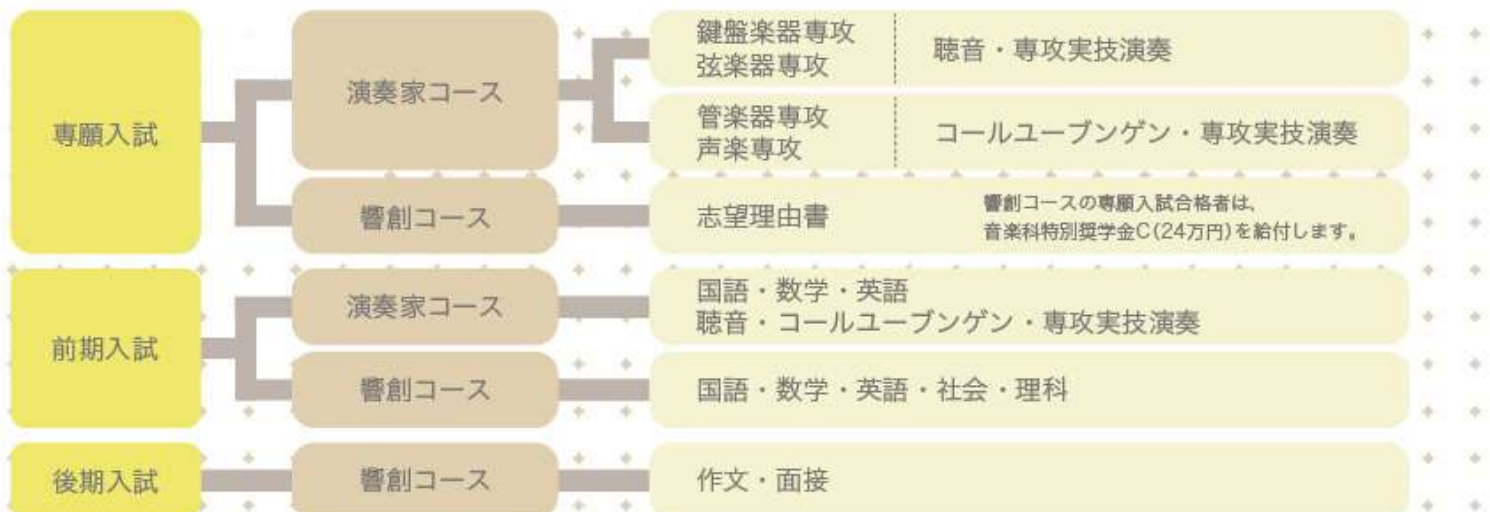 専願入試
演奏家コース
鍵盤楽器専攻
弦楽器専攻
聴音・専攻実技演奏
管楽器専攻
声楽専攻
コールユーブンゲン・専攻実技演奏
響創コース
志望理由書
響創コースの専願入試合格者は、
音楽科特別奨学金C(24万円)を給付します。
前期入試
演奏家コース
国語・数学・英語
聴音・コールユーブンゲン・専攻実技演奏
響創コース
国語・数学・英語・社会・理科
後期入試
響創コース
作文・面接